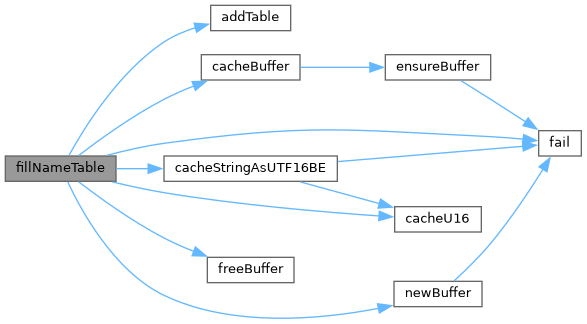 addTable
cacheBuffer
ensureBuffer
fail
fillNameTable
cacheStringAsUTF16BE
cacheU16
freeBuffer
newBuffer